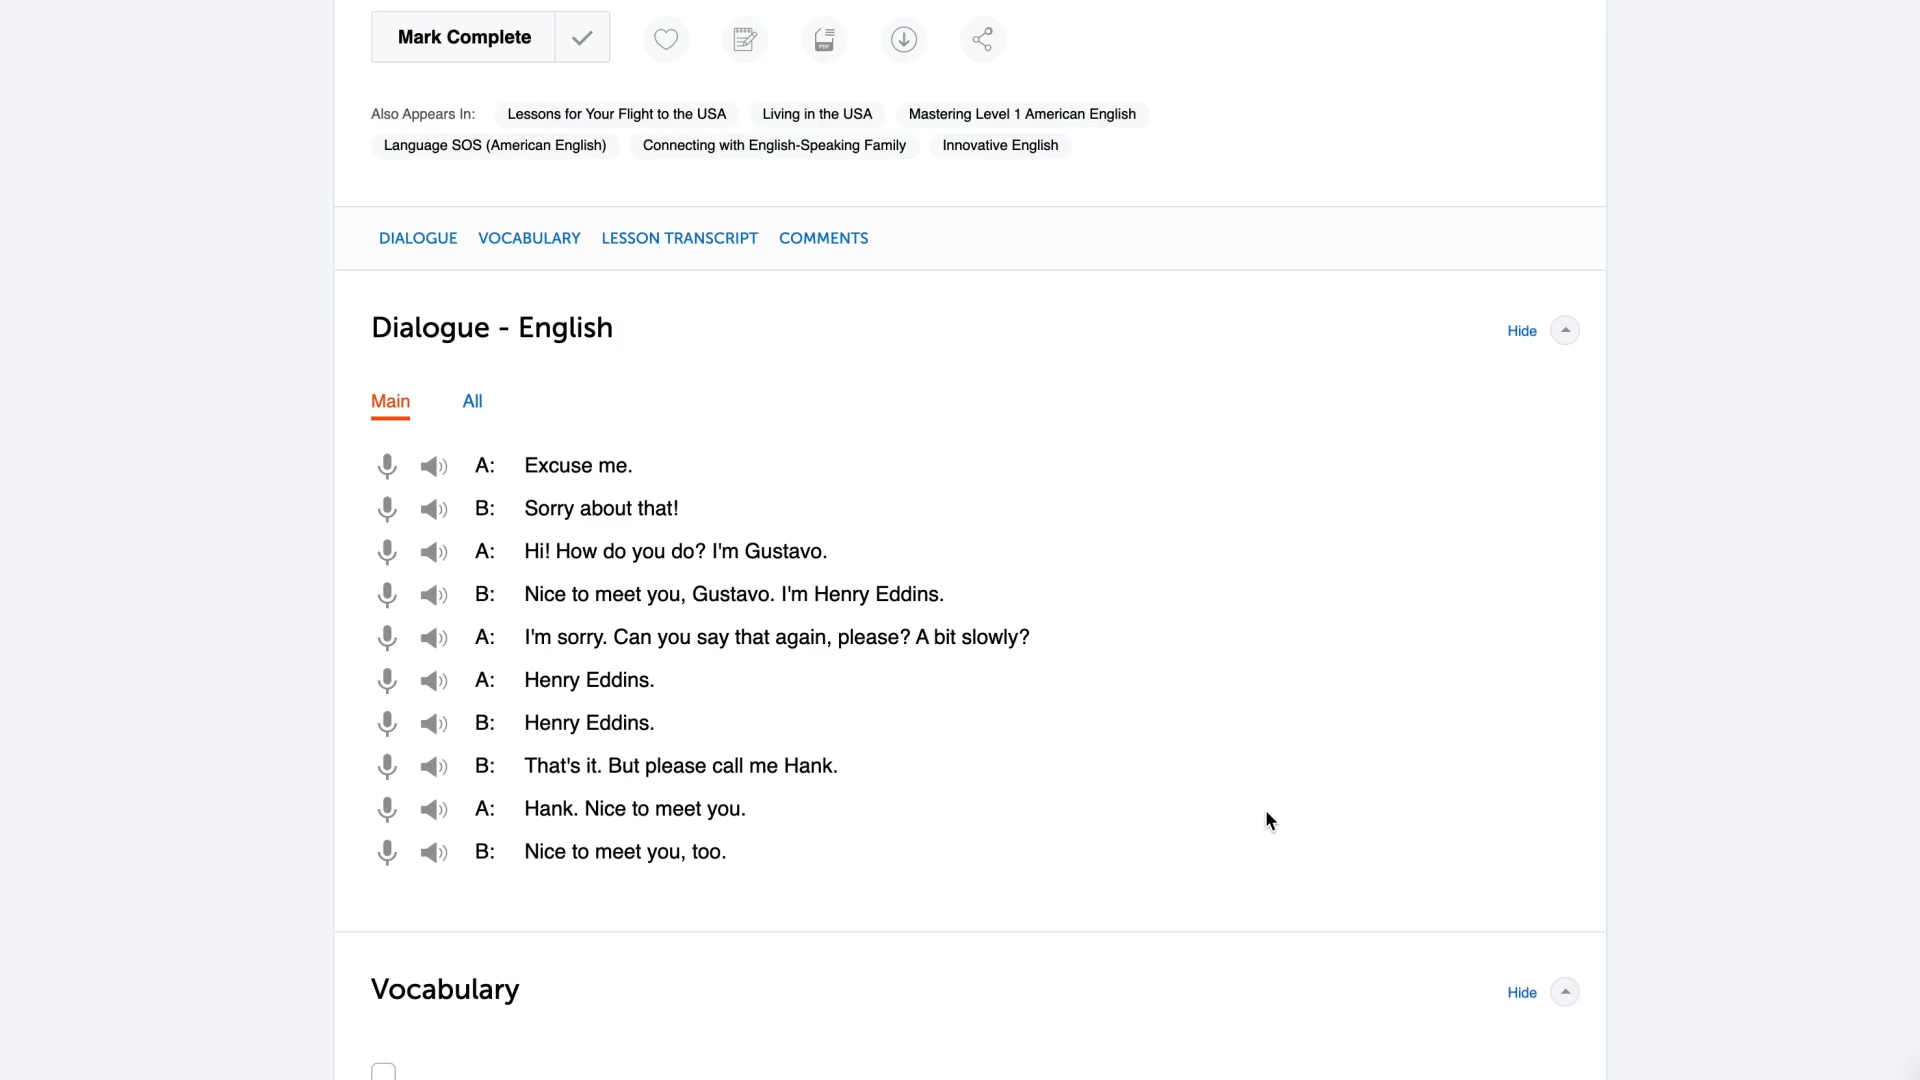 Mark Complete
PDF
Also Appears In: Lessons for Your Flight to the USA Living in the USA Mastering Level 1 American English
Language SOS (American English) Connecting with English-Speaking Family Innovative English
DIALOGUE VOCABULARY LESSON TRANSCRIPT COMMENTS
Dialogue - English Hide
Main All
A: Excuse me.
B: Sorry about that!
A: Hi! How do you do? I'm Gustavo.
B: Nice to meet you, Gustavo. I'm Henry Eddins.
A: I'm sorry. Can you say that again, please? A bit slowly?
A: Henry Eddins.
B: Henry Eddins.
B: That's it. But please call me Hank.
A: Hank. Nice to meet you.
B: Nice to meet you, too.
Vocabulary Hide